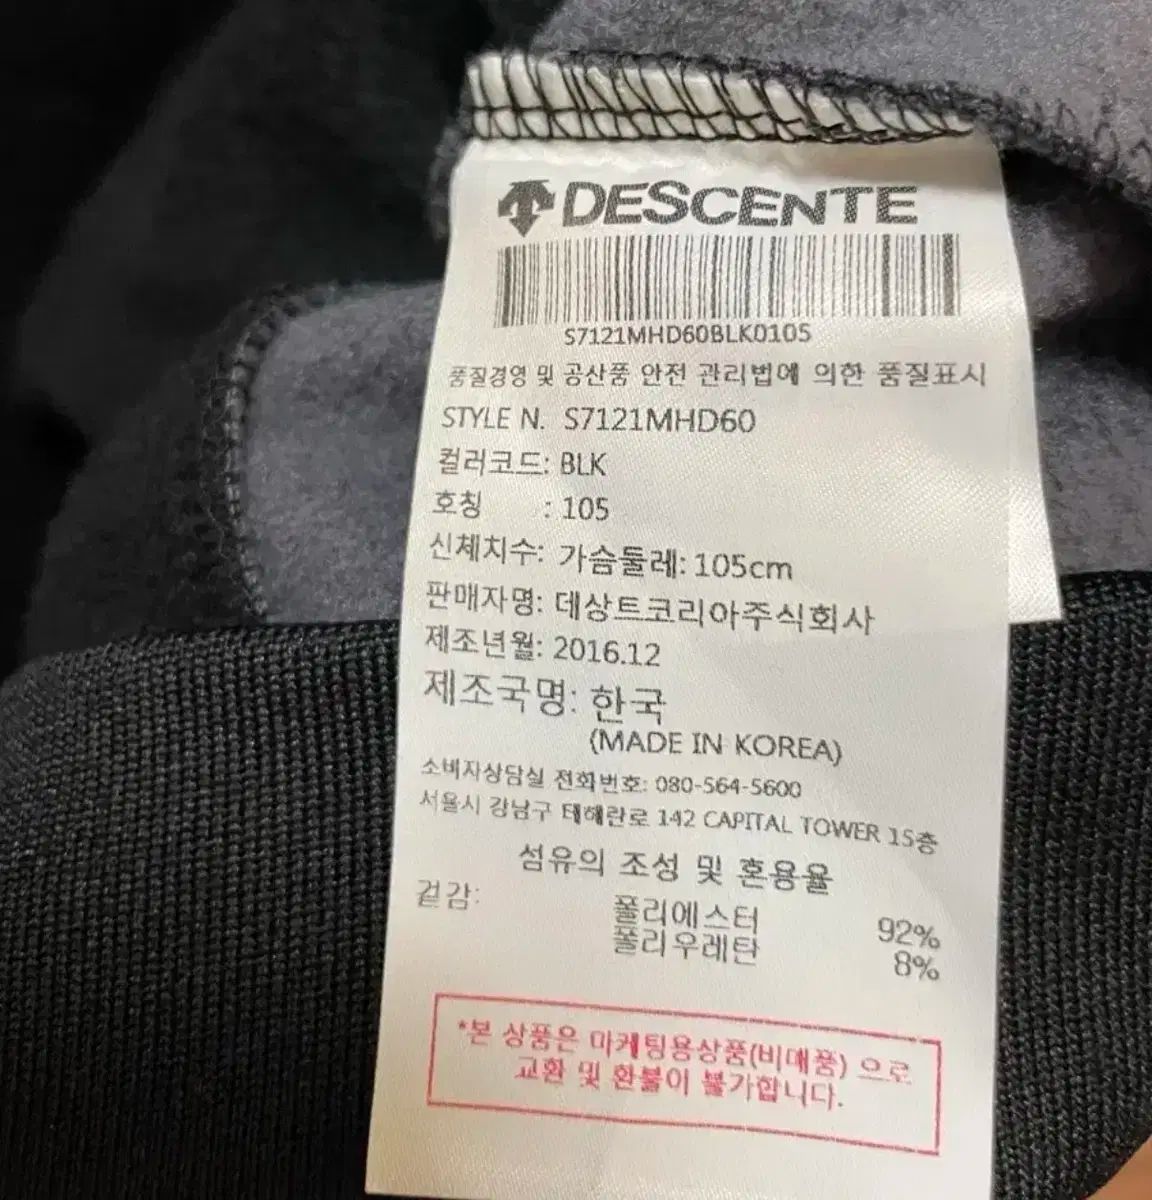 DESCENTE
S7121MHD60BLK0105
품질경영 및 공산품 안전 관리법에 의한 품질표시
STYLE N. S7121MHD60
컬러코드: BLK
호칭 : 105
신체치수: 가슴둘레: 105cm
판매자명: 데상트코리아주식회사
제조년월: 2016.12
제조국명: 한국
(MADE IN KOREA)
소비자상담실 전화번호: 080-564-5600
서울시 강남구 테헤란로 142 CAPITAL TOWER 15층
섬유의 조성 및 혼용율
겉감:
폴리에스터 92%
폴리우레탄 8%
*본 상품은 마케팅용상품(비매품) 으로
교환 및 환불이 불가합니다.